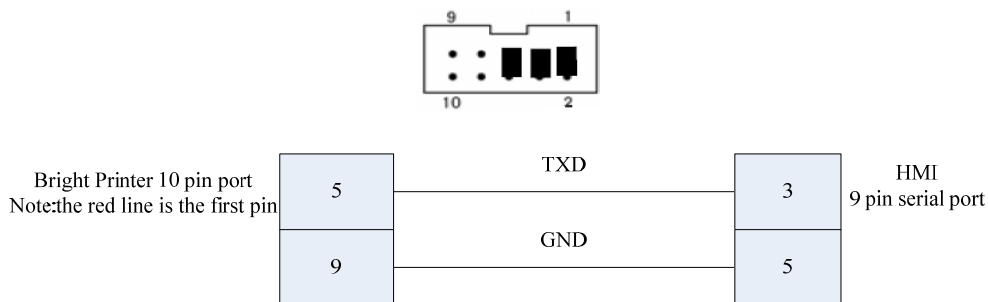 9 1
10 2
TXD
Bright Printer 10 pin port
Note:the red line is the first pin
5
3
HMI
9 pin serial port
GND
9
5